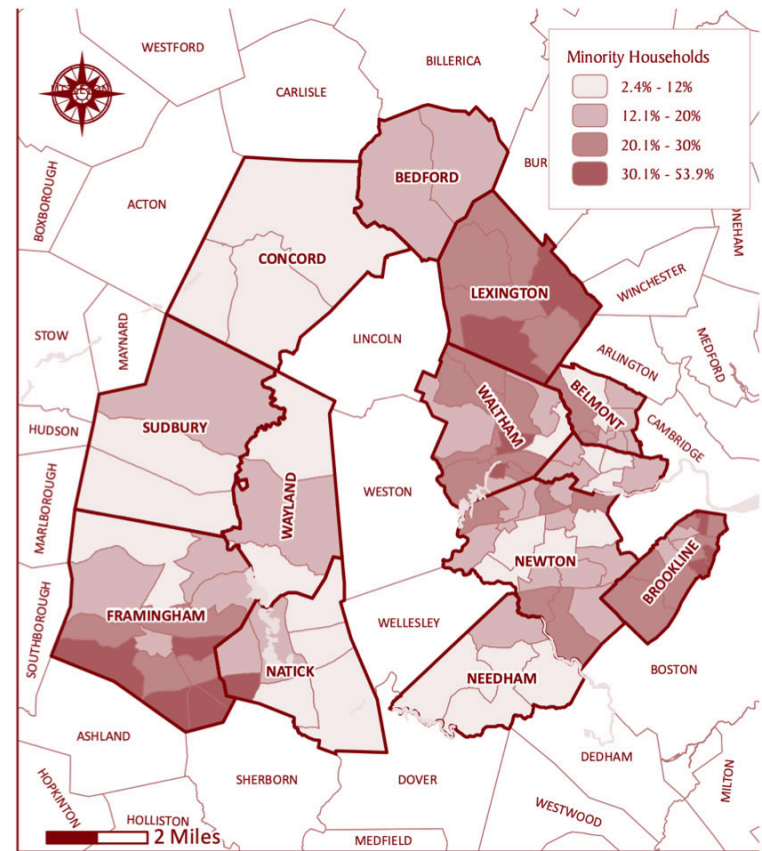 WESTFORD
BILLERICA
CARLISLE
Minority Households
2.4% - 12%
12.1% - 20%
20.1% - 30%
30.1% - 53.9%
BOXBOROUGH
ACTON
BEDFORD
BUR
ONEHAM
CONCORD
LEXINGTON
WINCHESTER
STOW
MAYNARD
LINCOLN
MEDFORD
ARLINGTON
HUDSON
SUDBURY
WALTHAM
BELMONT
CAMBRIDGE
MARLBOROUGH
WAYLAND
WESTON
NEWTON
BROOKLINE
SOUTHBOROUGH
FRAMINGHAM
WELLESLEY
NATICK
NEEDHAM
BOSTON
ASHLAND
SHERBORN
DOVER
DEDHAM
HOPKINTON
HOLLISTON
WESTWOOD
MILTON
2 Miles
MEDFIELD